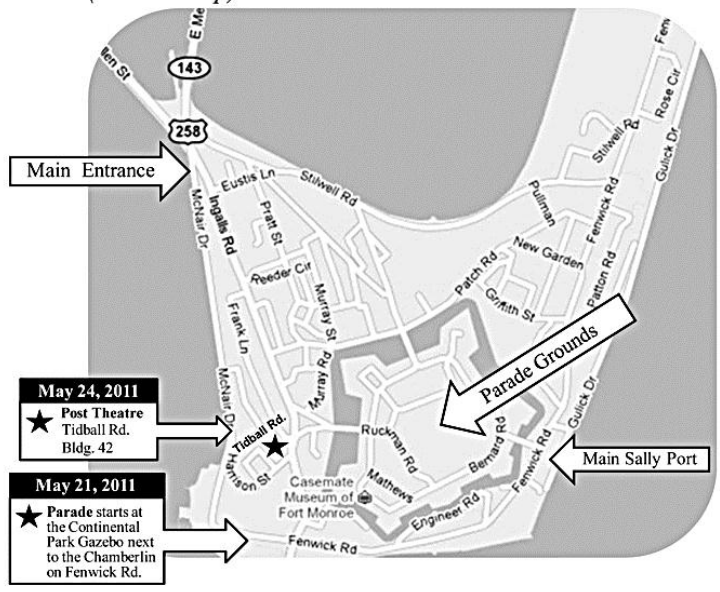 E Me
llen St
143
258
Main Entrance
Eustis Ln
Stilwell Rd
McNair Dr
Ingalls Rd
Pratt St
Reeder Cir
Murray St
Frank Ln
McNair Dr
Murray Rd
Tidball Rd.
Harrison St
Fenw
Rose Cir
Stilwell Rd
Gulick Dr
Pullman
Fenwick Rd
New Garden
Patch Rd
Patton Rd
Griffith St
Parade Grounds
Gulick Dr
Ruckman Rd
Bernard Rd
Fenwick Rd
Main Sally Port
Mathews
Casemate
Museum of
Fort Monroe
Engineer Rd
Fenwick Rd
May 24, 2011
Post Theatre
Tidball Rd.
Bldg. 42
May 21, 2011
Parade starts at
the Continental
Park Gazebo next
to the Chamberlin
on Fenwick Rd.